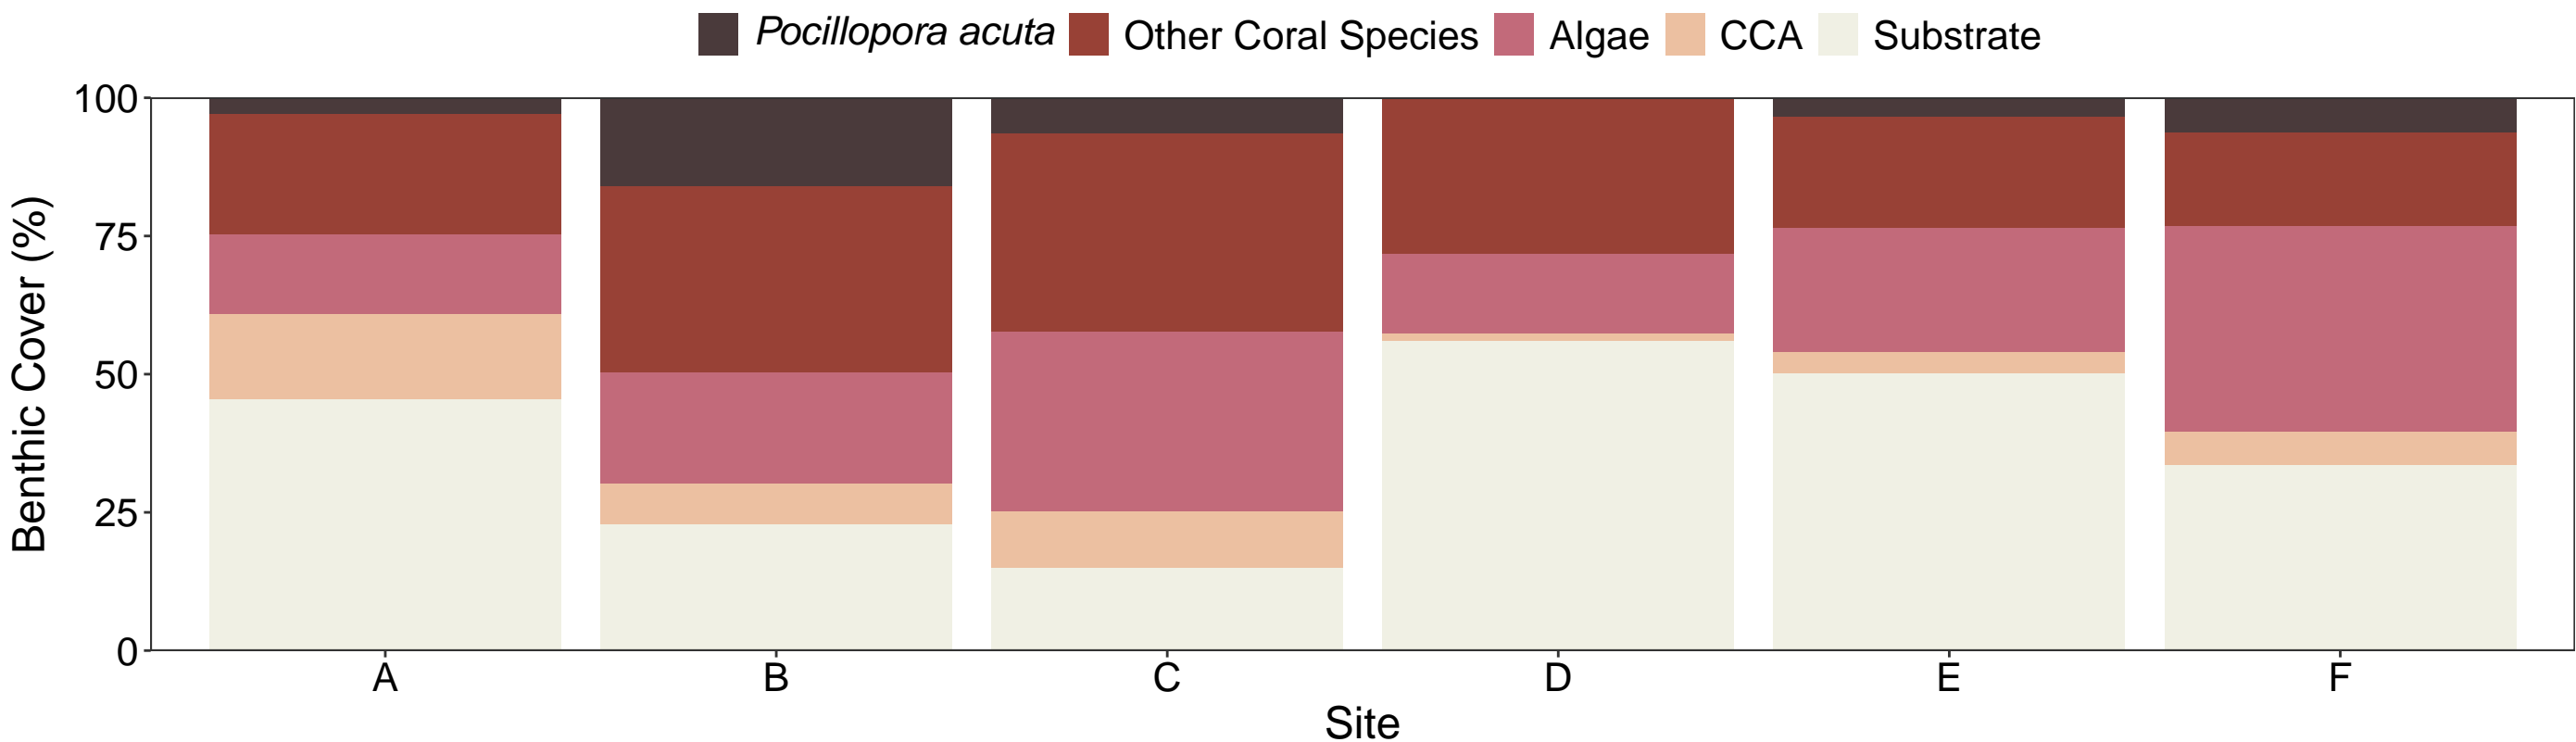 Pocillopora acuta Other Coral Species Algae CCA Substrate
Benthic Cover (%)
100
75
50
25
0
A B C D E F
Site